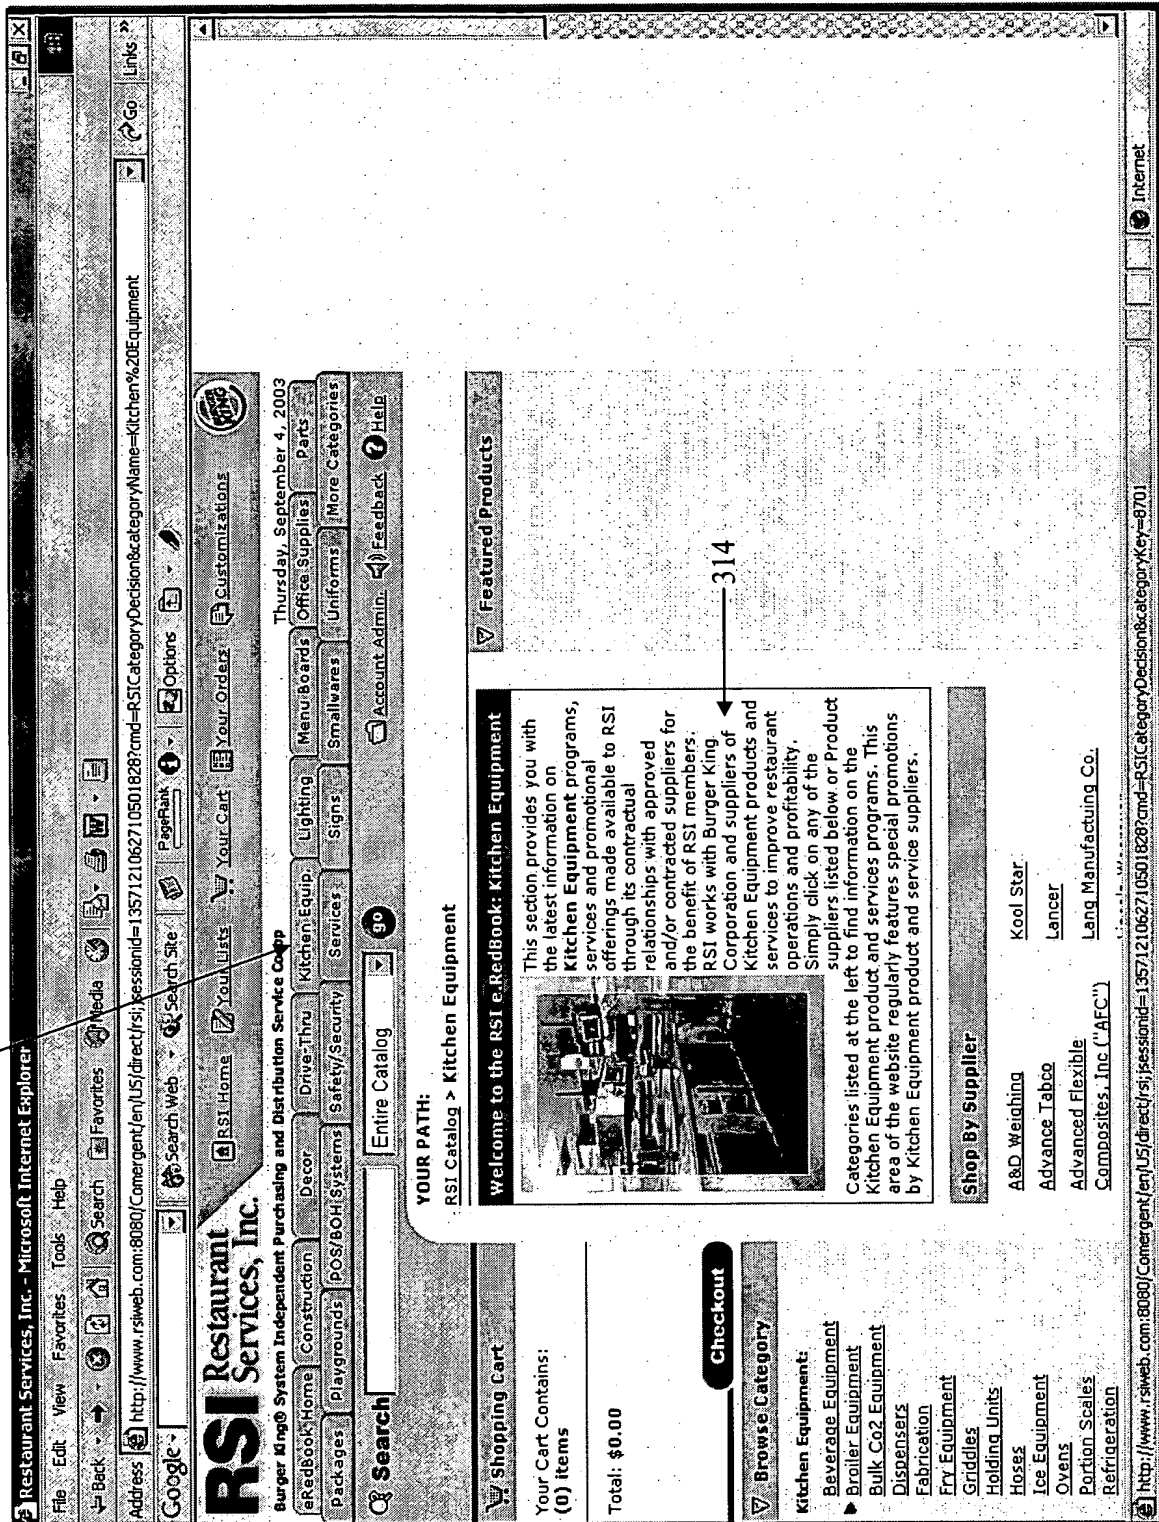 Restaurant Services, Inc. - Microsoft Internet Explorer
File Edit View Favorites Tools Help
Back Search Favorites Media
Address http://www.rsiweb.com:8080/Comergent/en/US/direct/rsi;jsessionid=1357121062710501828?cmd=RSICategoryDecision&categoryName=Kitchen%20Equipment Go Links »
Google Search Web Search Site PageRank Options
RSI Restaurant Services, Inc.
RSI Home Your Lists Your Cart Your Orders Customizations
Burger King® System Independent Purchasing and Distribution Service Coopp Thursday, September 4, 2003
eRedBook Home Construction Decor Drive-Thru Kitchen Equip. Lighting Menu Boards Office Supplies Parts
Packages Playgrounds POS/BOH Systems Safety/Security Services Signs Smallwares Uniforms More Categories
Search Entire Catalog go Account Admin. Feedback Help
YOUR PATH:
RSI Catalog > Kitchen Equipment
Shopping Cart
Your Cart Contains:
(0) items
Total: $0.00
Checkout
Browse Category
Kitchen Equipment:
Beverage Equipment
Broiler Equipment
Bulk Co2 Equipment
Dispensers
Fabrication
Fry Equipment
Griddles
Holding Units
Hoses
Ice Equipment
Ovens
Portion Scales
Refrigeration
Welcome to the RSI e.RedBook: Kitchen Equipment
This section provides you with
the latest information on
Kitchen Equipment programs,
services and promotional
offerings made available to RSI
through its contractual
relationships with approved
and/or contracted suppliers for
the benefit of RSI members.
RSI works with Burger King
Corporation and suppliers of
Kitchen Equipment products and
services to improve restaurant
operations and profitability.
Simply click on any of the
suppliers listed below or Product
Categories listed at the left to find information on the
Kitchen Equipment product and services programs. This
area of the website regularly features special promotions
by Kitchen Equipment product and service suppliers.
314
Shop By Supplier
A&D Weighing
Advance Tabco
Advanced Flexible
Composites, Inc ("AFC")
Kool Star
Lancer
Lang Manufacturing Co.
Featured Products
http://www.rsiweb.com:8080/Comergent/en/US/direct/rsi;jsessionid=1357121062710501828?cmd=RSICategoryDecision&categoryKey=8701 Internet